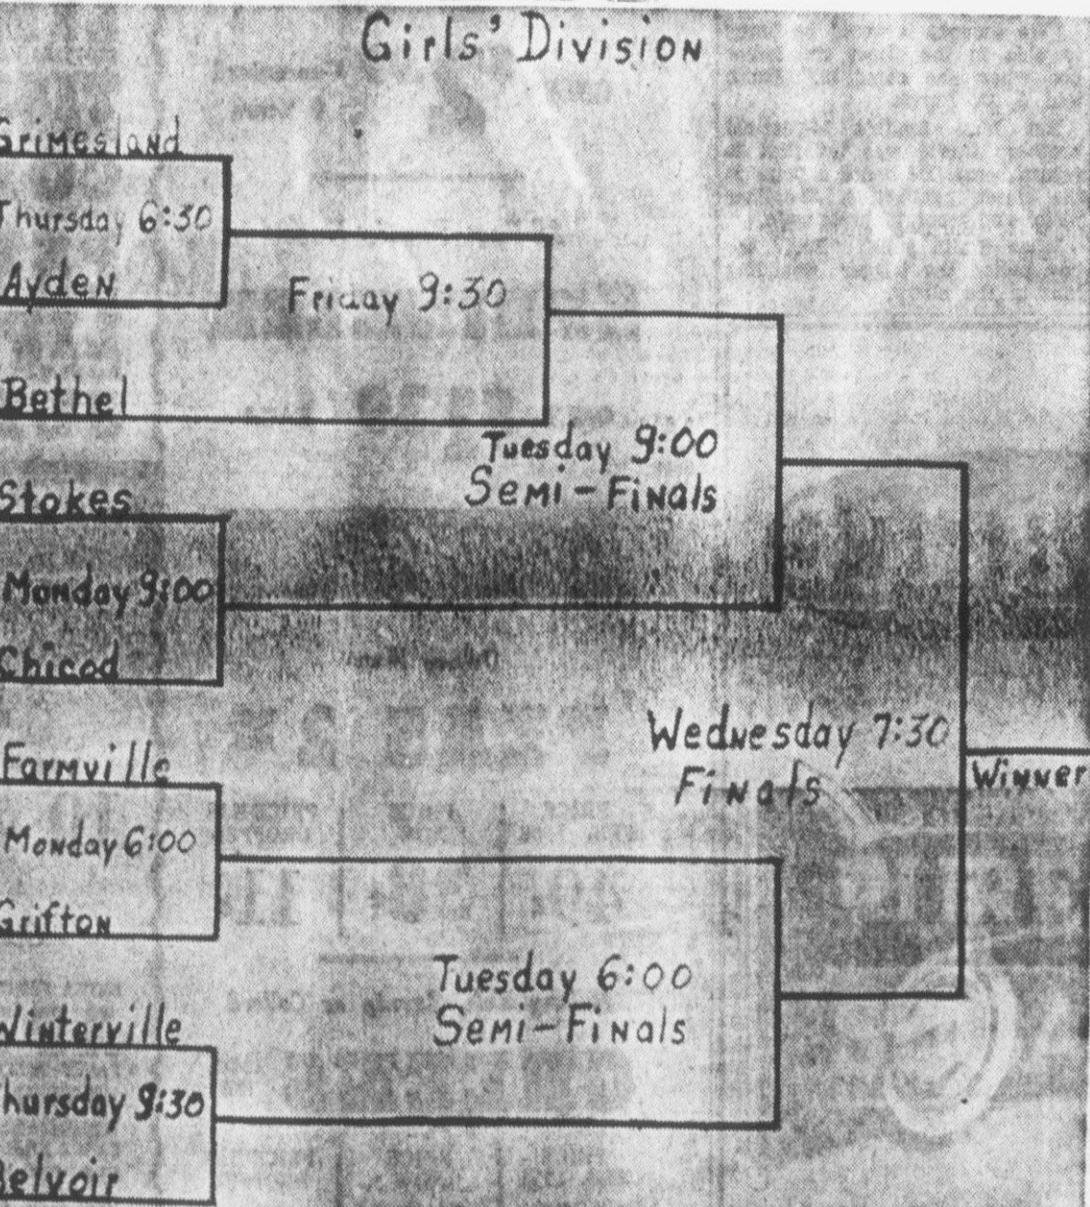 Girls' Division
Grimesland
Thursday 6:30
Ayden
Friday 9:30
Bethel
Tuesday 9:00
Semi-Finals
Stokes
Monday 9:00
Chicod
Wednesday 7:30
Finals
Winner
Farmville
Monday 6:00
Grifton
Tuesday 6:00
Semi-Finals
Winterville
Thursday 9:30
Belvoir